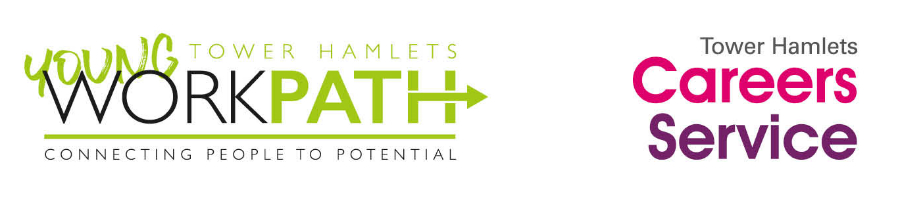 YOUNG TOWER HAMLETS
WORKPATH
CONNECTING PEOPLE TO POTENTIAL
Tower Hamlets
Careers
Service